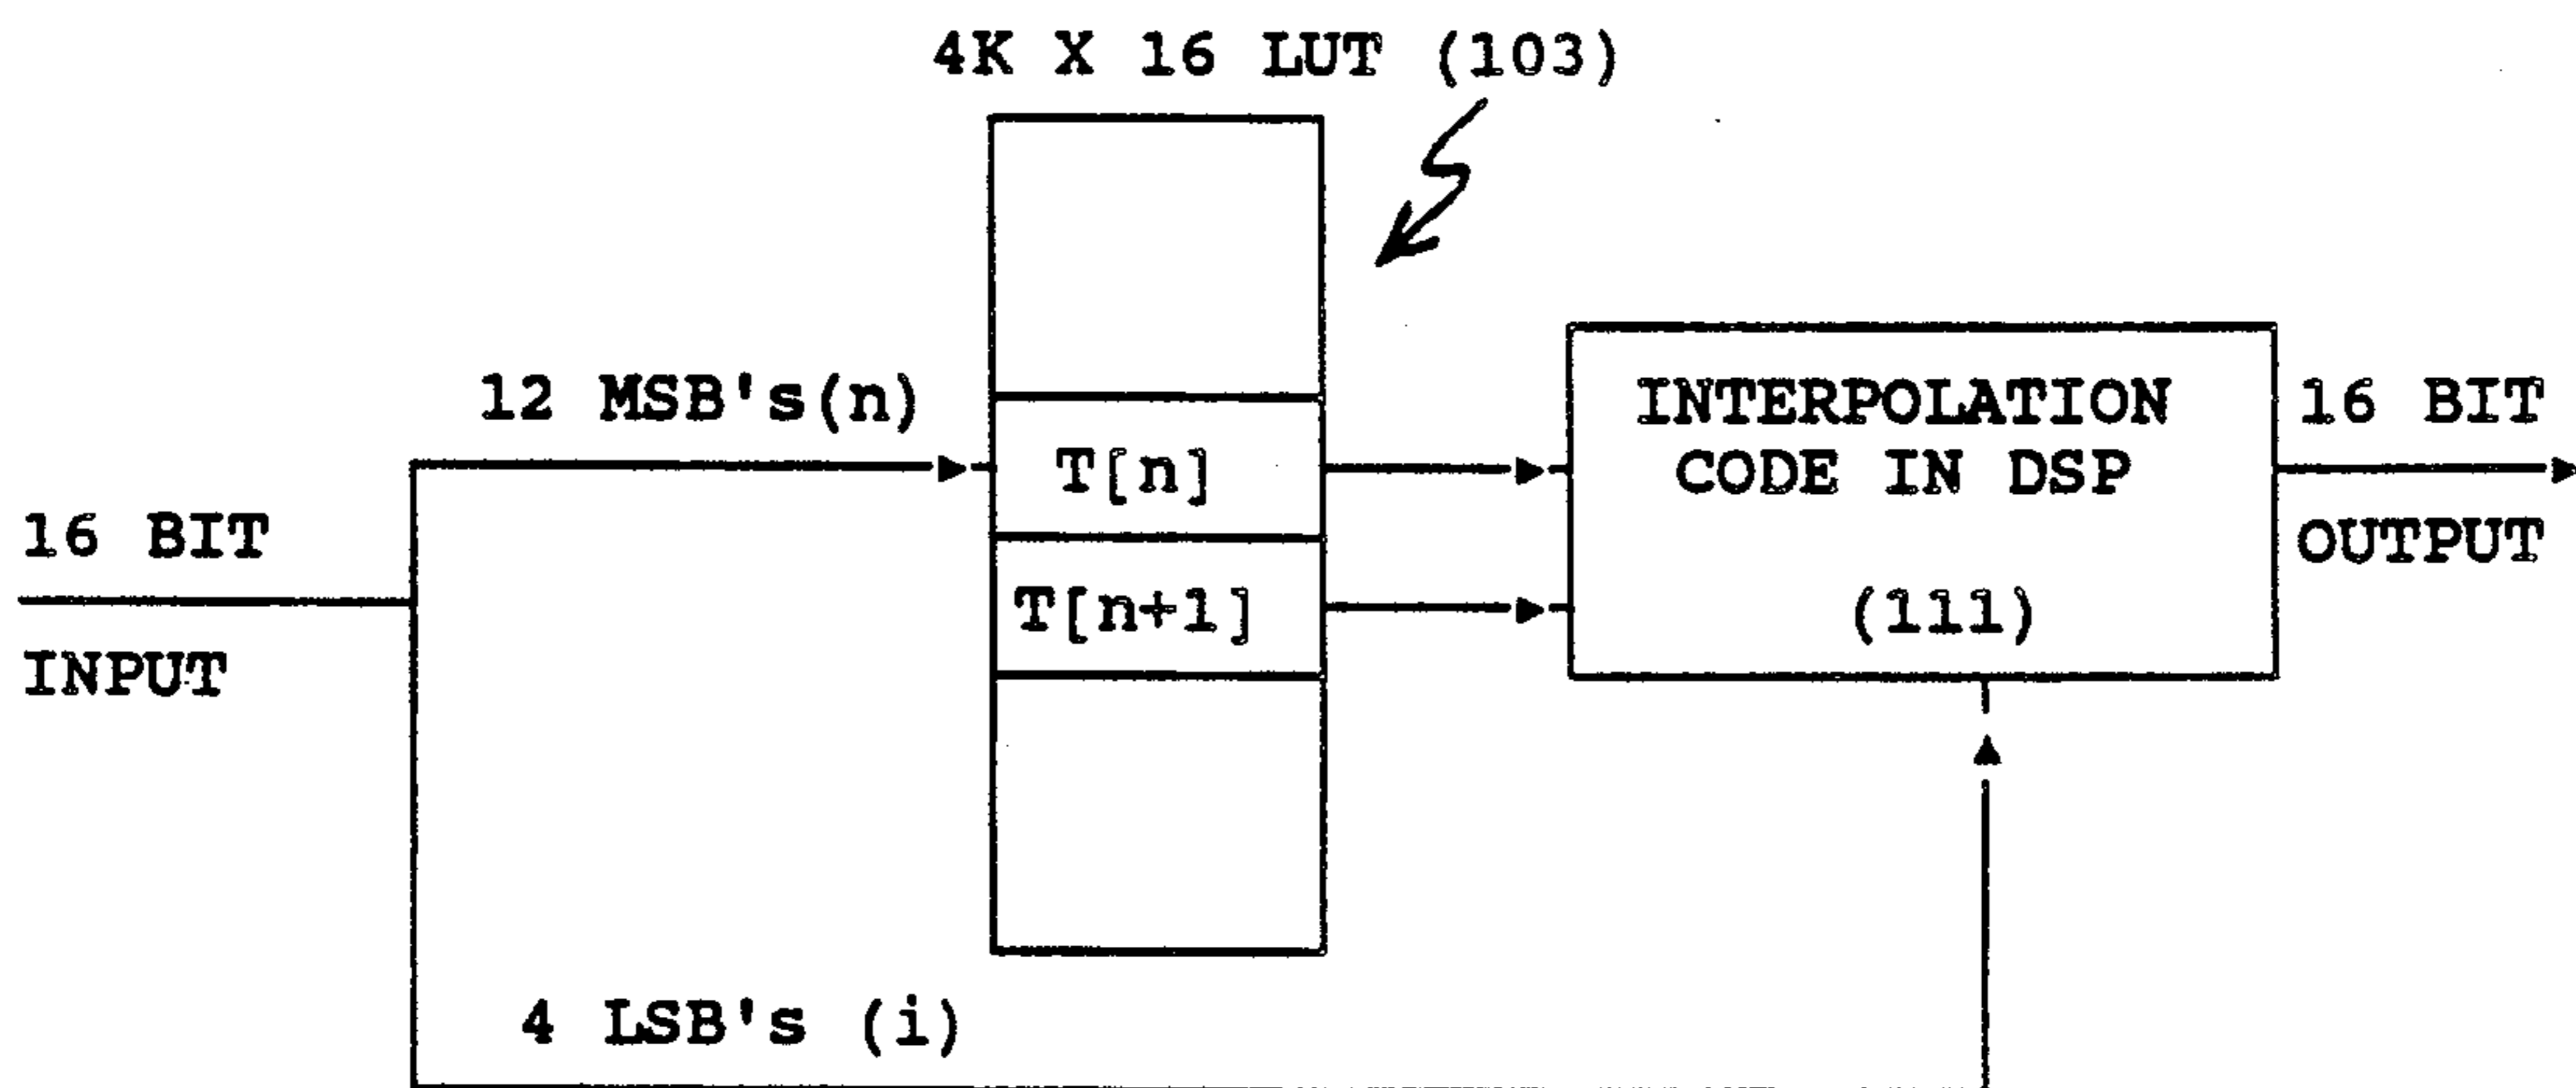 4K X 16 LUT (103)
12 MSB's(n)
T[n]
T[n+1]
16 BIT
INPUT
INTERPOLATION
CODE IN DSP
(111)
16 BIT
OUTPUT
4 LSB's (i)